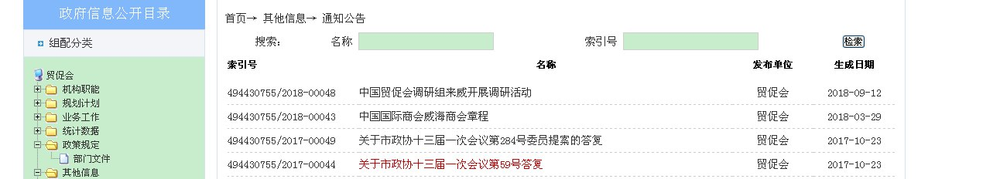 政府信息公开目录
组配分类
贸促会
机构职能
规划计划
业务工作
统计数据
政策规定
部门文件
其他信息
首页→ 其他信息→ 通知公告
搜索: 名称 索引号 检索
索引号 名称 发布单位 生成日期
494430755/2018-00048 中国贸促会调研组来威开展调研活动 贸促会 2018-09-12
494430755/2018-00043 中国国际商会威海商会章程 贸促会 2018-03-29
494430755/2017-00049 关于市政协十三届一次会议第284号委员提案的答复 贸促会 2017-10-23
494430755/2017-00044 关于市政协十三届一次会议第59号答复 贸促会 2017-10-23